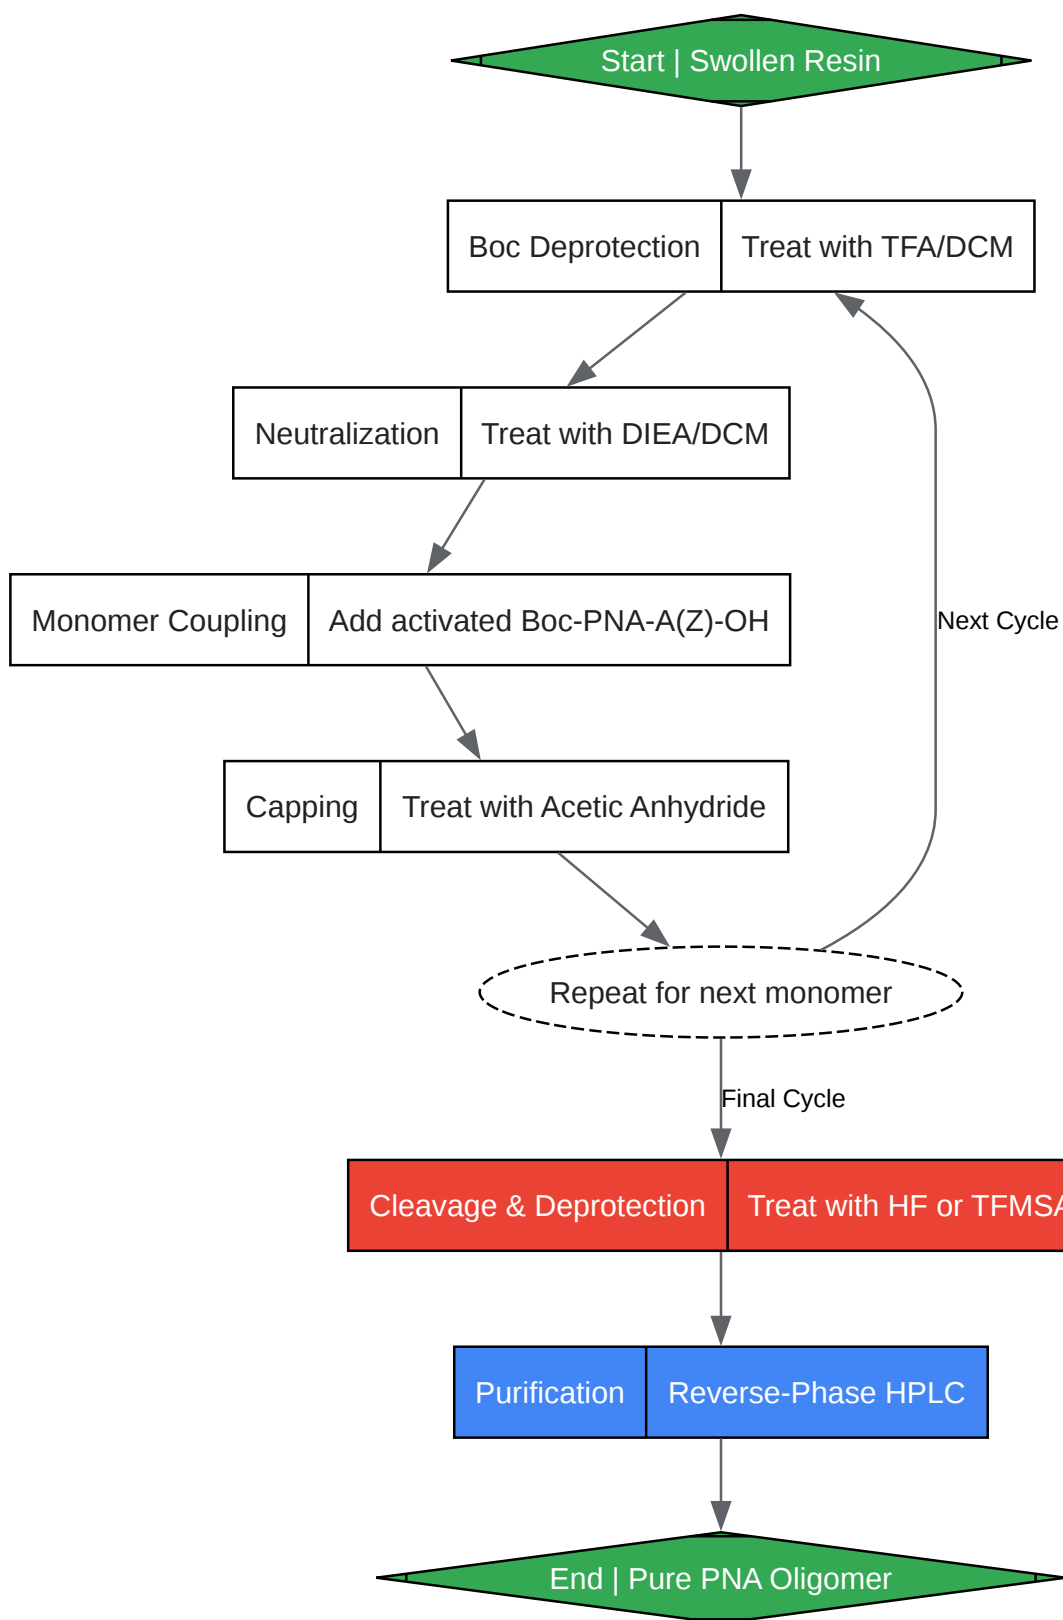 Start | Swollen Resin
Boc Deprotection
Treat with TFA/DCM
Neutralization
Treat with DIEA/DCM
Monomer Coupling
Add activated Boc-PNA-A(Z)-OH
Next Cycle
Capping
Treat with Acetic Anhydride
Repeat for next monomer
Final Cycle
Cleavage & Deprotection
Treat with HF or TFMSA
Purification
Reverse-Phase HPLC
End | Pure PNA Oligomer